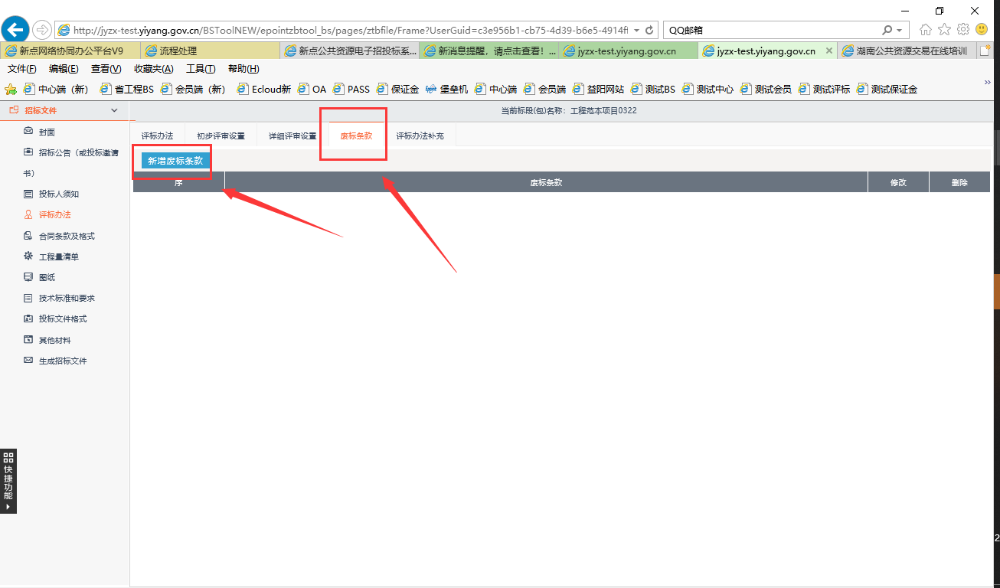 http://jyzx-test.yiyang.gov.cn/BSToolNEW/epointzbtool_bs/pages/ztbfile/Frame?UserGuid=c3e956b1-cb75-4d39-b6e5-4914f
QQ邮箱
新点网络协同办公平台V9 流程处理 新点公共资源电子招投标系... 新消息提醒，请点击查看！... jyzx-test.yiyang.gov.cn jyzx-test.yiyang.gov.cn 湖南公共资源交易在线培训
文件(F) 编辑(E) 查看(V) 收藏夹(A) 工具(T) 帮助(H)
中心端（新） 省工程BS 会员端（新） Ecloud新 OA PASS 保证金 堡垒机 中心端 会员端 益阳网站 测试BS 测试中心 测试会员 测试评标 测试保证金
招标文件
当前标段(包)名称：工程范本项目0322
封面
招标公告（或投标邀请
书）
投标人须知
评标办法
合同条款及格式
工程量清单
图纸
技术标准和要求
投标文件格式
其他材料
生成招标文件
评标办法 初步评审设置 详细评审设置 废标条款 评标办法补充
新增废标条款
序 废标条款 修改 删除
快捷功能
2